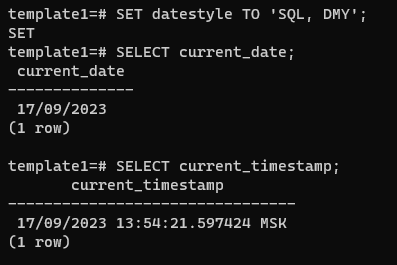 template1=# SET datestyle TO 'SQL, DMY';
SET
template1=# SELECT current_date;
 current_date
--------------
 17/09/2023
(1 row)

template1=# SELECT current_timestamp;
       current_timestamp
--------------------------------
 17/09/2023 13:54:21.597424 MSK
(1 row)